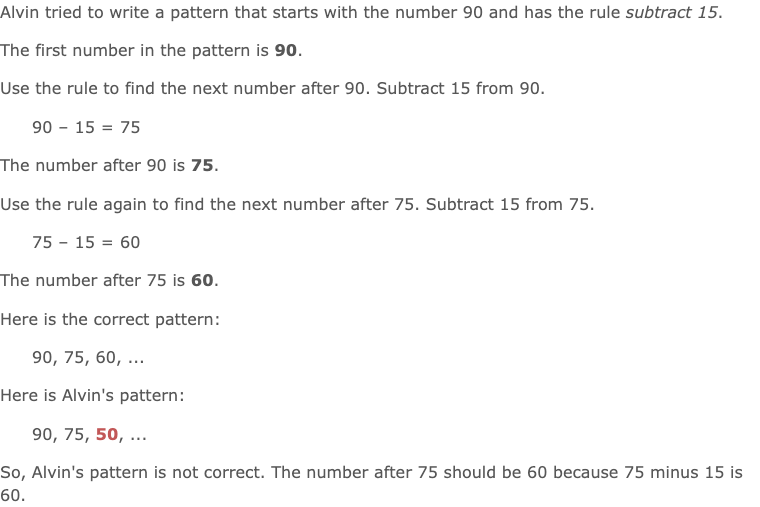 Alvin tried to write a pattern that starts with the number 90 and has the rule subtract 15.
The first number in the pattern is 90.
Use the rule to find the next number after 90. Subtract 15 from 90.
90 – 15 = 75
The number after 90 is 75.
Use the rule again to find the next number after 75. Subtract 15 from 75.
75 – 15 = 60
The number after 75 is 60.
Here is the correct pattern:
90, 75, 60, ...
Here is Alvin's pattern:
90, 75, 50, ...
So, Alvin's pattern is not correct. The number after 75 should be 60 because 75 minus 15 is
60.